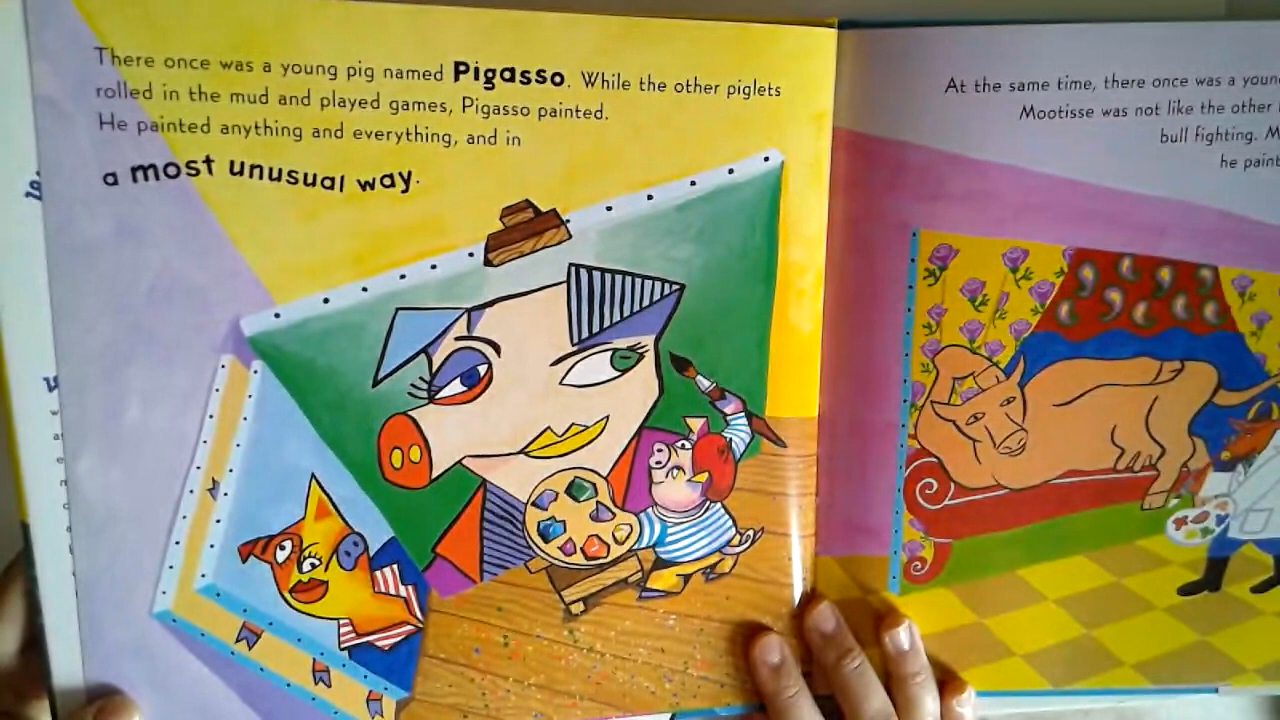 There once was a young pig named Pigasso. While the other piglets
rolled in the mud and played games, Pigasso painted.
He painted anything and everything, and in
a most unusual way.
At the same time, there once was a
Mootisse was not like the other
bull fighting.
he